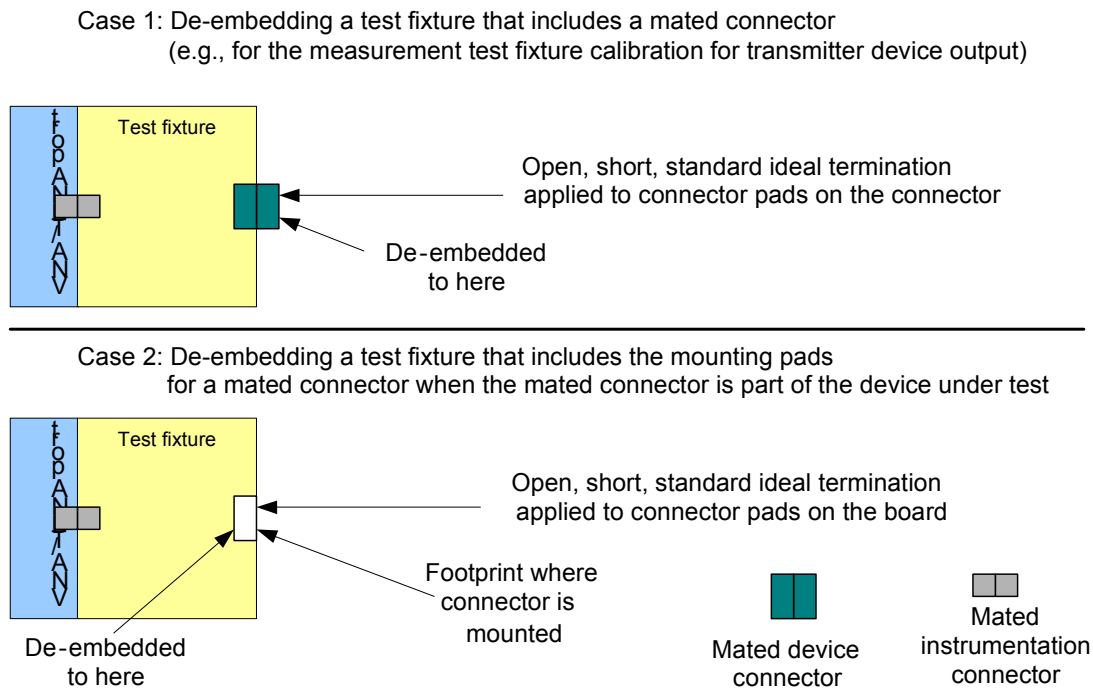 Case 1: De-embedding a test fixture that includes a mated connector
(e.g., for the measurement test fixture calibration for transmitter device output)
Test fixture
Open, short, standard ideal termination
applied to connector pads on the connector
De-embedded
to here
Case 2: De-embedding a test fixture that includes the mounting pads
for a mated connector when the mated connector is part of the device under test
Test fixture
Open, short, standard ideal termination
applied to connector pads on the board
Footprint where
connector is
mounted
De-embedded
to here
Mated device
connector
Mated
instrumentation
connector